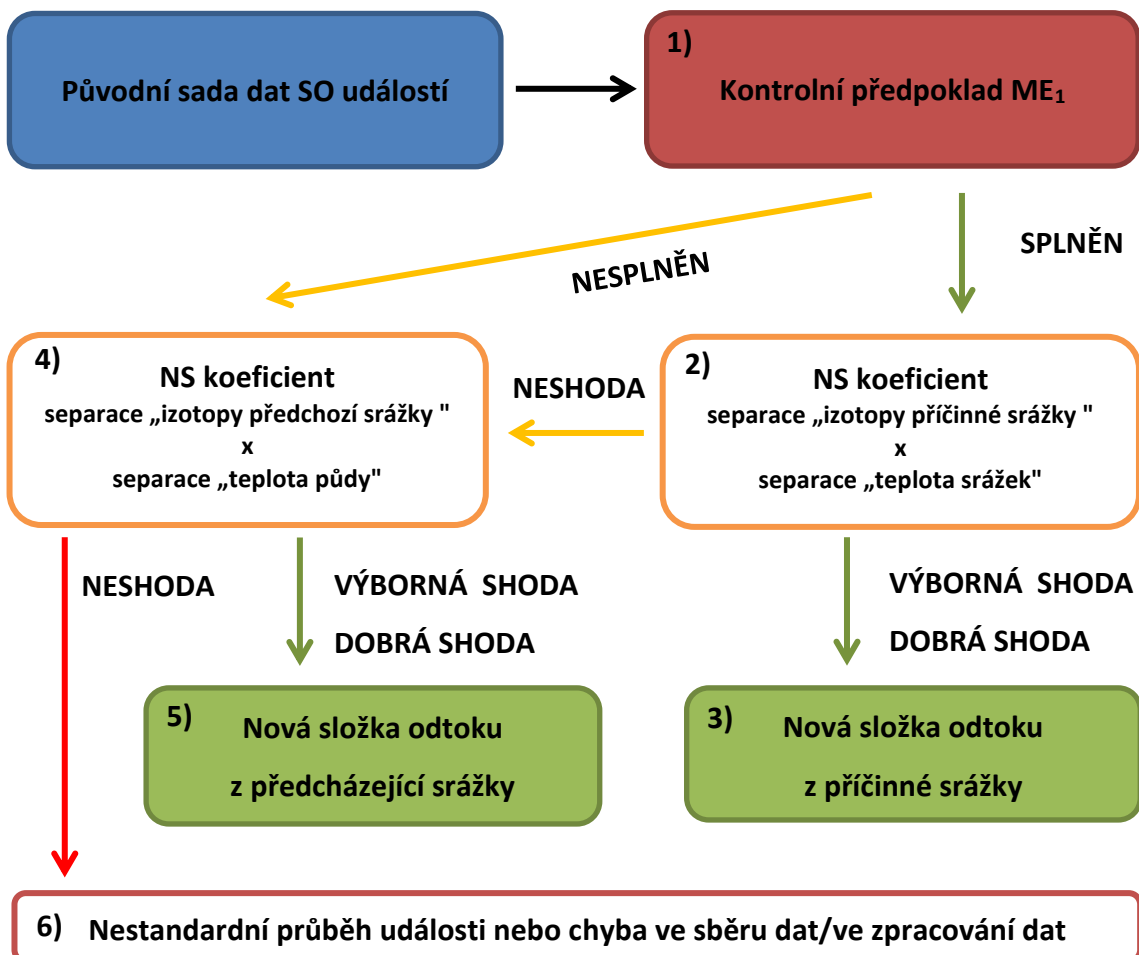 Původní sada dat SO událostí
1)
Kontrolní předpoklad ME₁
NESPLNĚN
SPLNĚN
4)
NS koeficient
separace „izotopy předchozí srážky "
x
separace „teplota půdy"
NESHODA
2)
NS koeficient
separace „izotopy příčinné srážky "
x
separace „teplota srážek"
NESHODA
VÝBORNÁ SHODA
DOBRÁ SHODA
VÝBORNÁ SHODA
DOBRÁ SHODA
5)
Nová složka odtoku
z předcházející srážky
3)
Nová složka odtoku
z příčinné srážky
6) Nestandardní průběh události nebo chyba ve sběru dat/ve zpracování dat